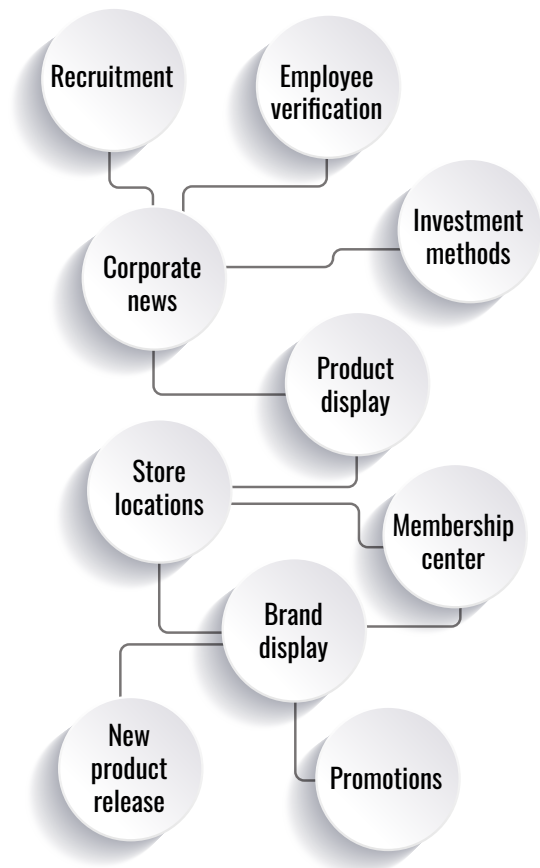 Recruitment
Employee
verification
Investment
methods
Corporate
news
Product
display
Store
locations
Membership
center
Brand
display
New
product
release
Promotions